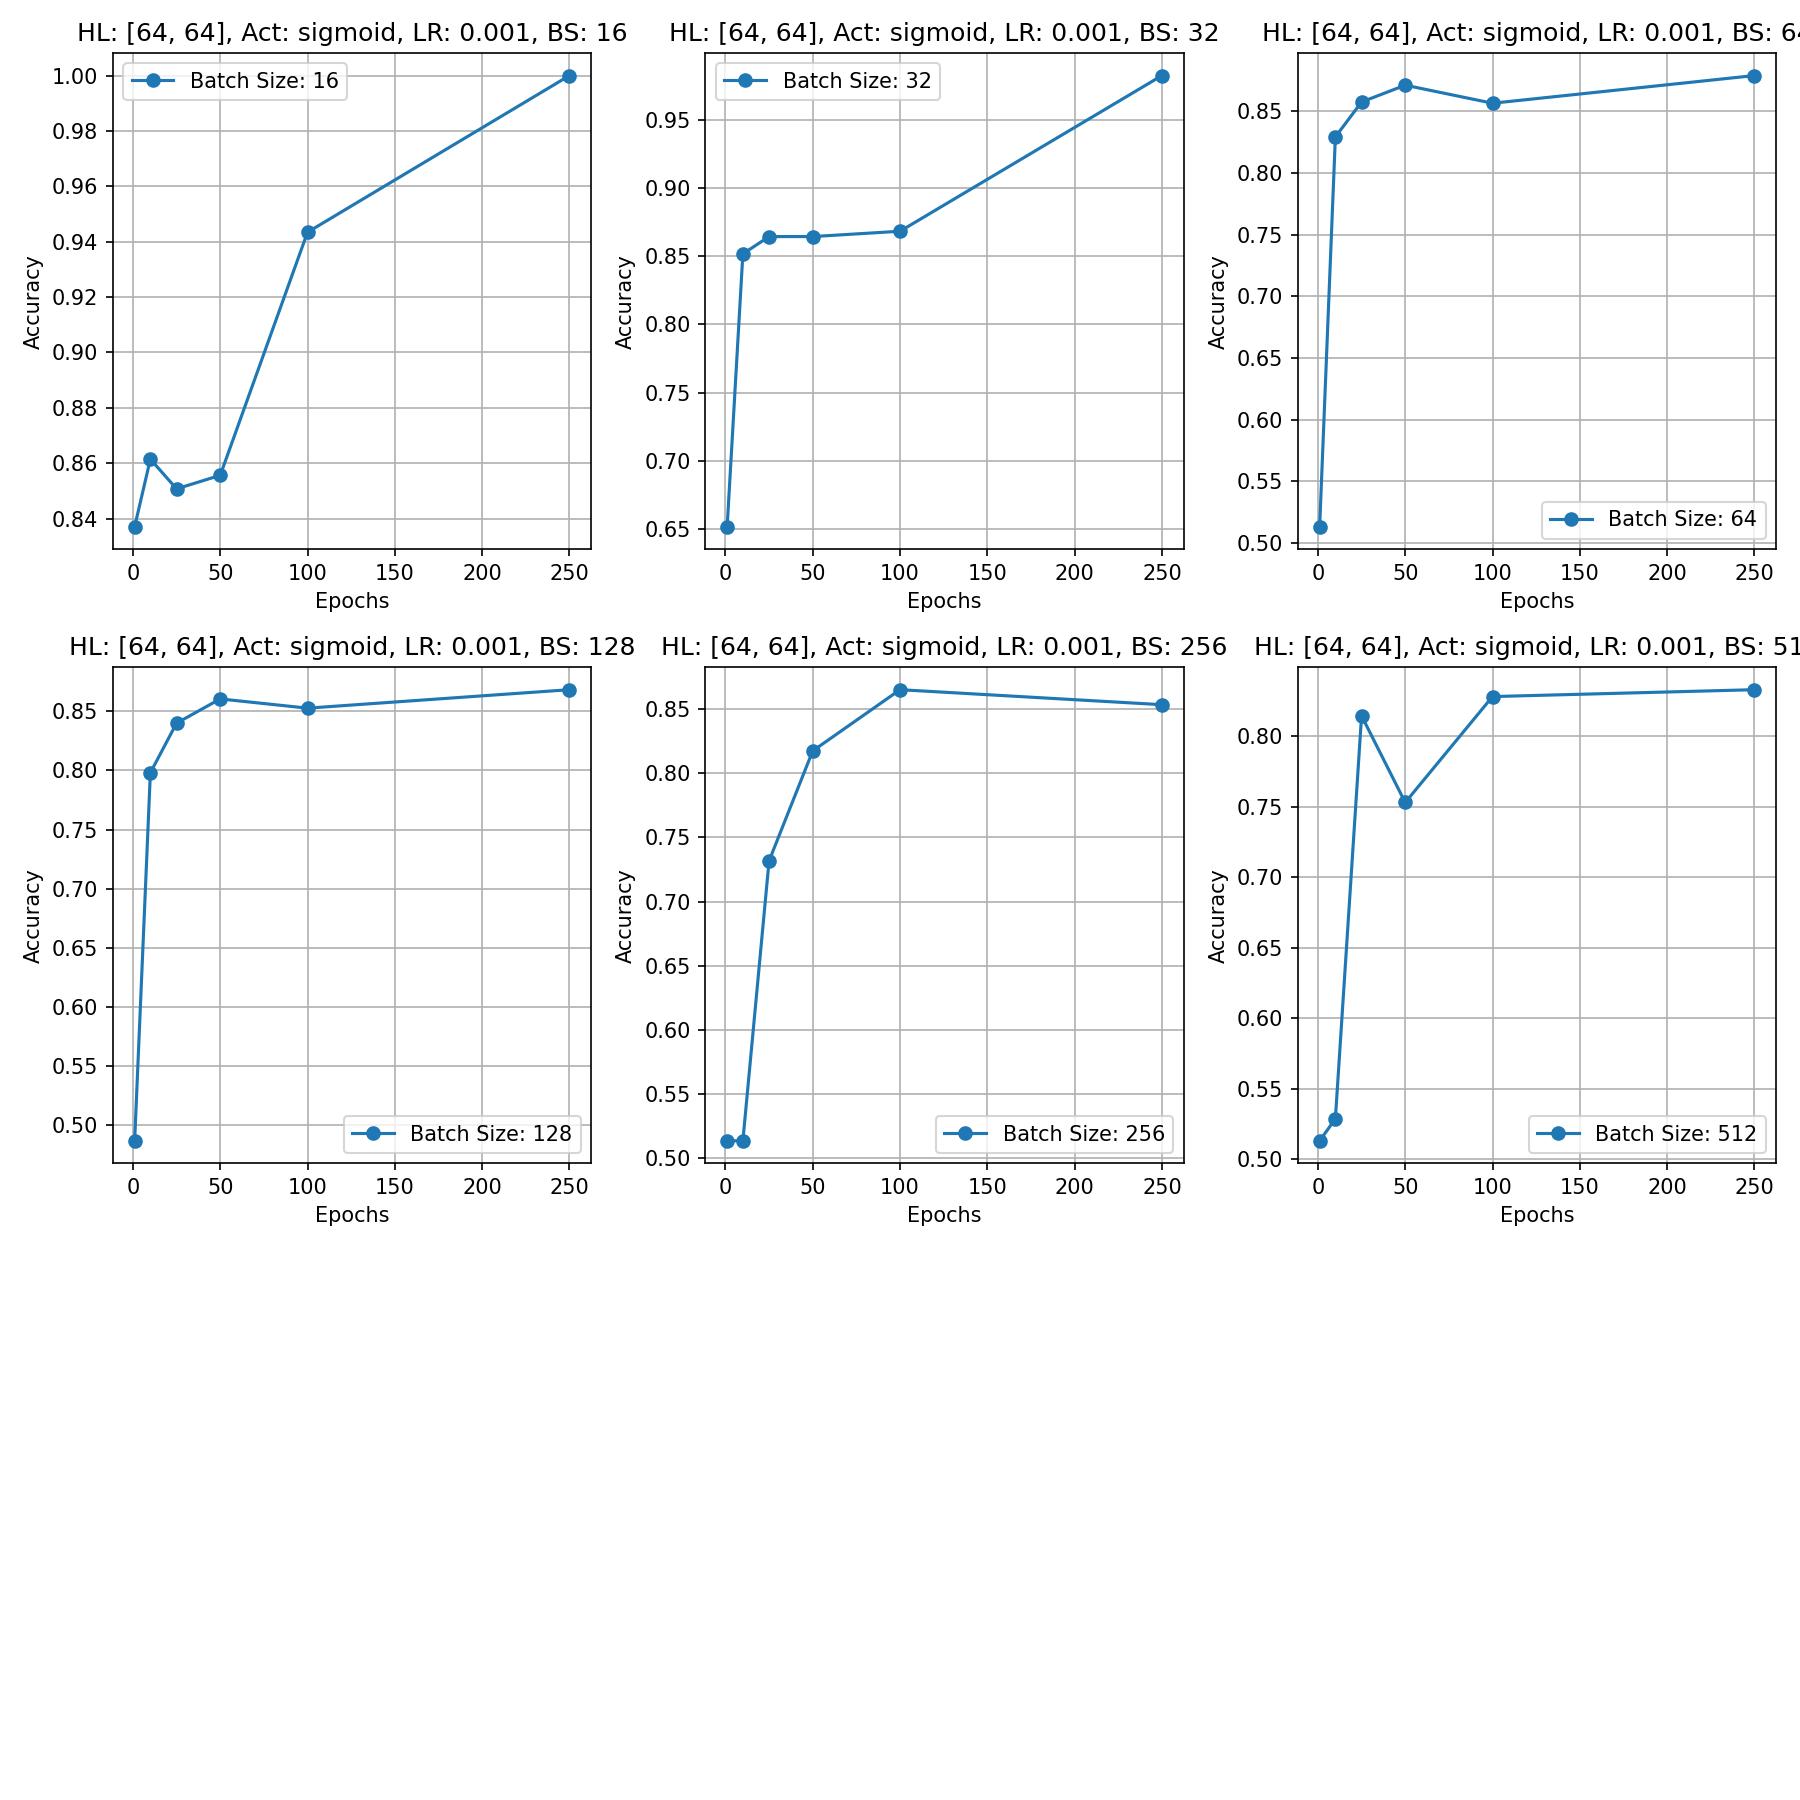 HL: [64, 64], Act: sigmoid, LR: 0.001, BS: 16
Batch Size: 16
Accuracy
1.00
0.98
0.96
0.94
0.92
0.90
0.88
0.86
0.84
0 50 100 150 200 250
Epochs
HL: [64, 64], Act: sigmoid, LR: 0.001, BS: 32
Batch Size: 32
Accuracy
0.95
0.90
0.85
0.80
0.75
0.70
0.65
0 50 100 150 200 250
Epochs
HL: [64, 64], Act: sigmoid, LR: 0.001, BS: 64
Accuracy
0.85
0.80
0.75
0.70
0.65
0.60
0.55
0.50
Batch Size: 64
0 50 100 150 200 250
Epochs
HL: [64, 64], Act: sigmoid, LR: 0.001, BS: 128
Accuracy
0.85
0.80
0.75
0.70
0.65
0.60
0.55
0.50
Batch Size: 128
0 50 100 150 200 250
Epochs
HL: [64, 64], Act: sigmoid, LR: 0.001, BS: 256
Accuracy
0.85
0.80
0.75
0.70
0.65
0.60
0.55
0.50
Batch Size: 256
0 50 100 150 200 250
Epochs
HL: [64, 64], Act: sigmoid, LR: 0.001, BS: 51
Accuracy
0.80
0.75
0.70
0.65
0.60
0.55
0.50
Batch Size: 512
0 50 100 150 200 250
Epochs